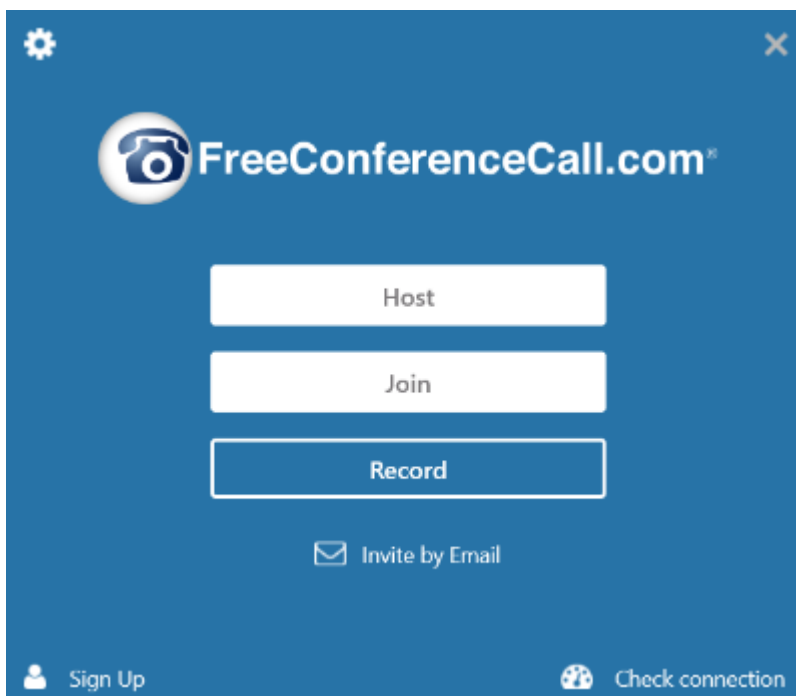 FreeConferenceCall.com®
Host
Join
Record
Invite by Email
Sign Up
Check connection